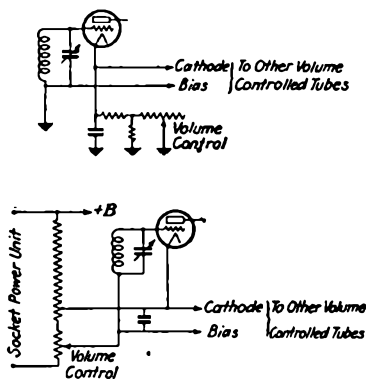 Cathode To Other Volume
Bias Controlled Tubes
Volume
Control
+B
Socket Power Unit
Cathode To Other Volume
Bias Controlled Tubes
Volume
Control